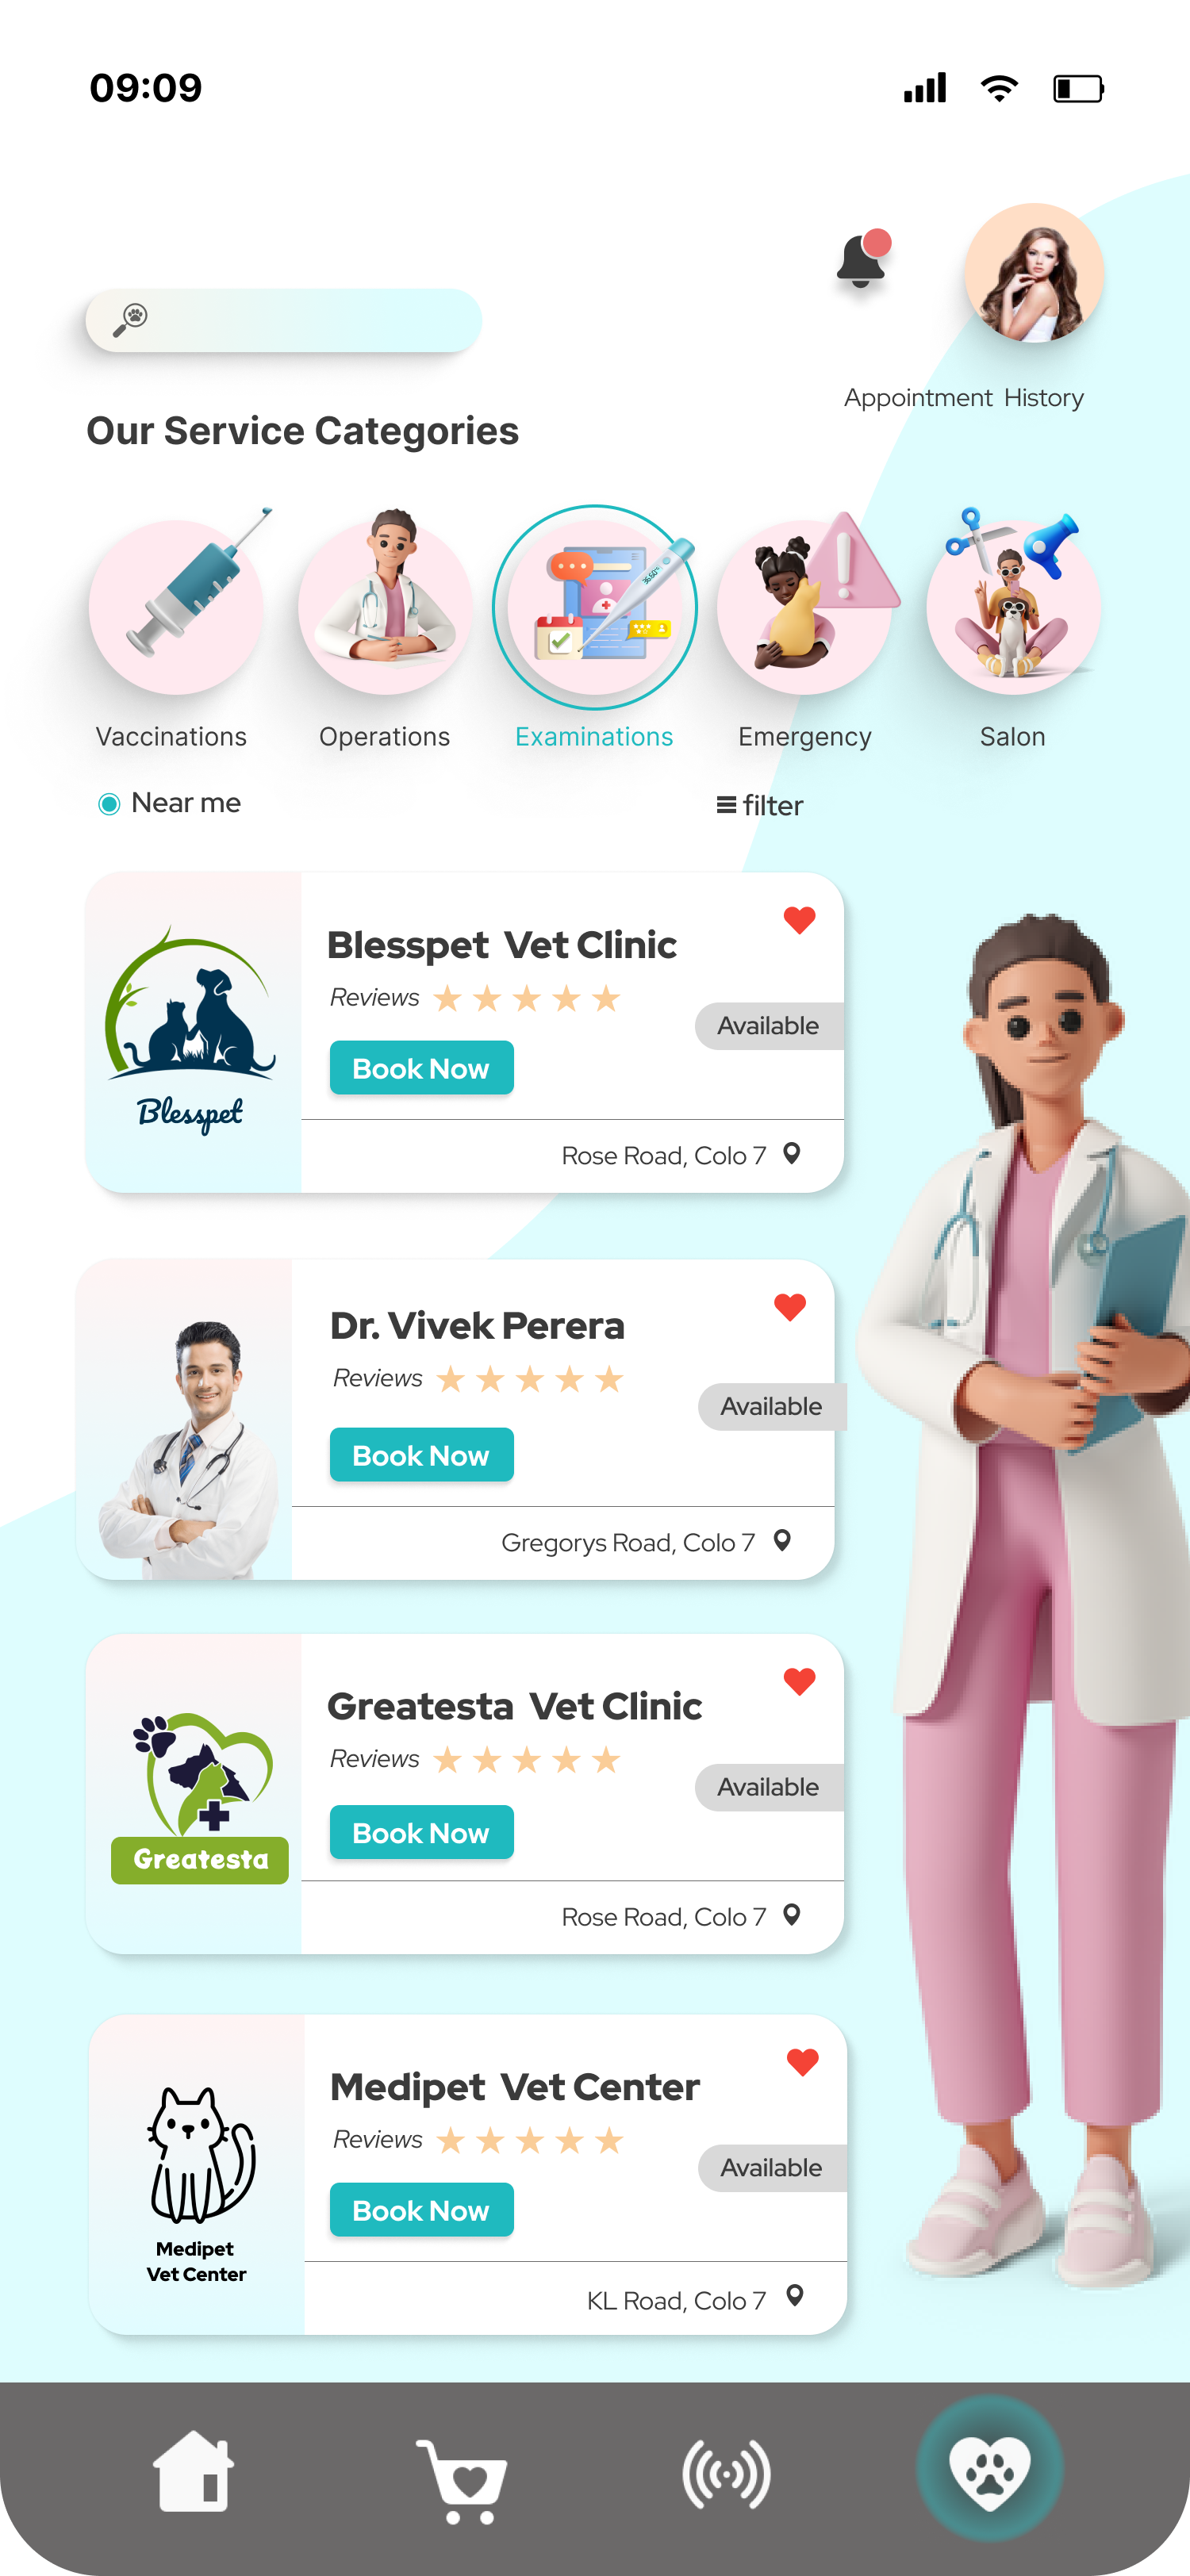 09:09
Appointment History
Our Service Categories
Vaccinations
Operations
Examinations
Emergency
Salon
Near me
filter
Blesspet
Blesspet Vet Clinic
Reviews
Available
Book Now
Rose Road, Colo 7
Dr. Vivek Perera
Reviews
Available
Book Now
Gregorys Road, Colo 7
Greatesta
Greatesta Vet Clinic
Reviews
Available
Book Now
Rose Road, Colo 7
Medipet
Vet Center
Medipet Vet Center
Reviews
Available
Book Now
KL Road, Colo 7